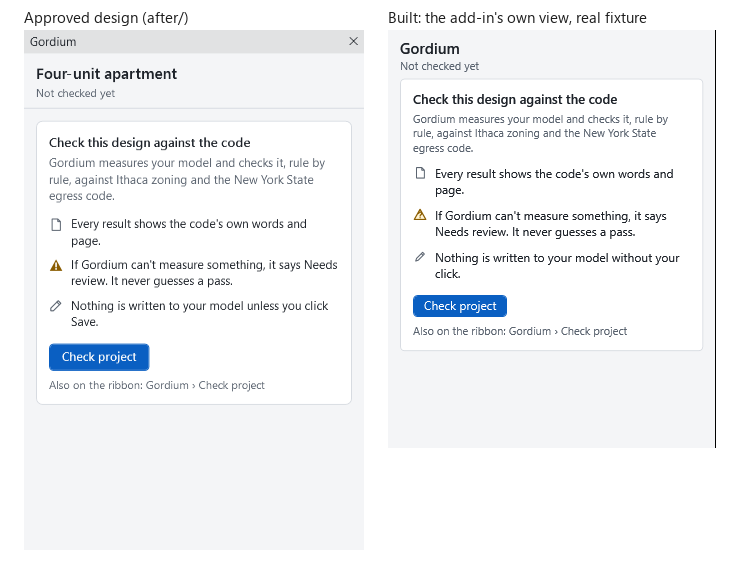 Approved design (after/)
Gordium
Four-unit apartment
Not checked yet
Check this design against the code
Gordium measures your model and checks it, rule by
rule, against Ithaca zoning and the New York State
egress code.
Every result shows the code's own words and
page.
If Gordium can't measure something, it says Needs
review. It never guesses a pass.
Nothing is written to your model unless you click
Save.
Check project
Also on the ribbon: Gordium › Check project
Built: the add-in's own view, real fixture
Gordium
Not checked yet
Check this design against the code
Gordium measures your model and checks it, rule by
rule, against Ithaca zoning and the New York State
egress code.
Every result shows the code's own words and
page.
If Gordium can't measure something, it says
Needs review. It never guesses a pass.
Nothing is written to your model without your
click.
Check project
Also on the ribbon: Gordium › Check project